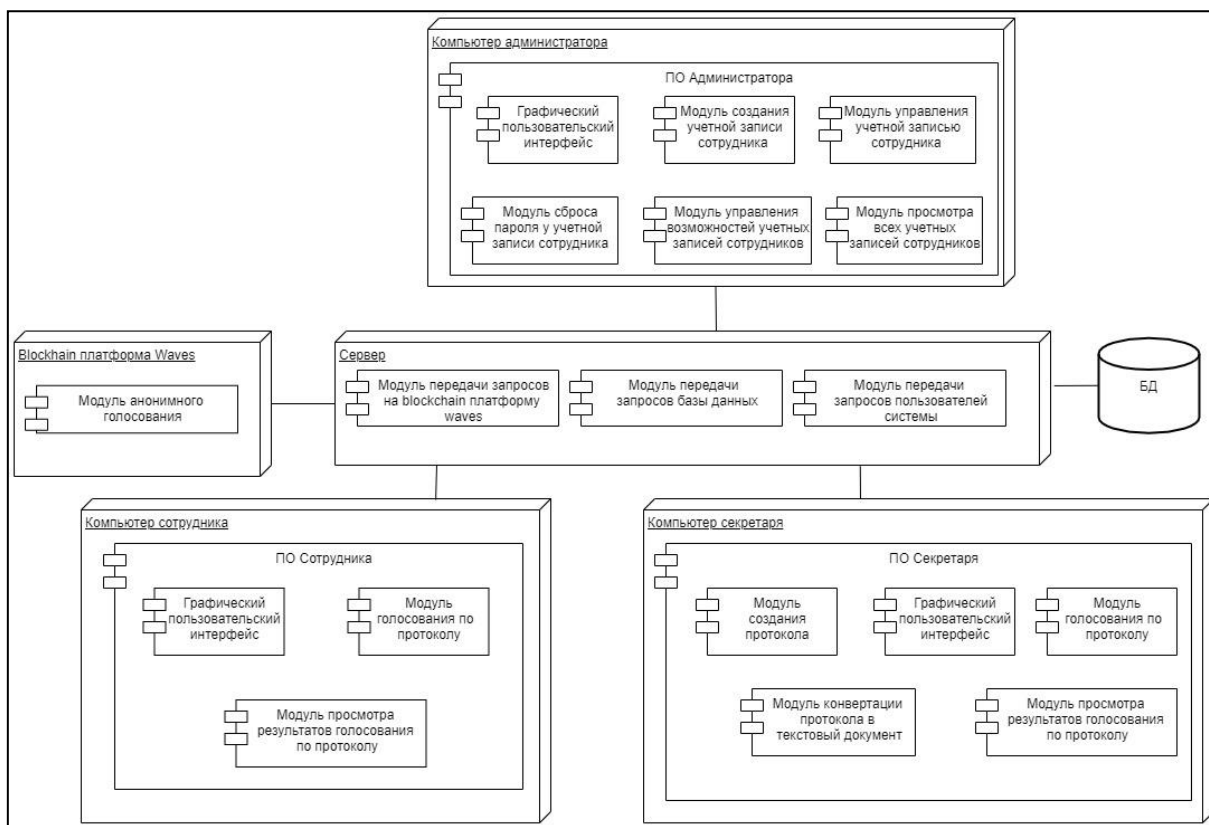 Компьютер администратора
ПО Администратора
Графический
пользовательский
интерфейс
Модуль создания
учетной записи
сотрудника
Модуль управления
учетной записью
сотрудника
Модуль сброса
пароля у учетной
записи сотрудника
Модуль управления
возможностей учетных
записей сотрудников
Модуль просмотра
всех учетных
записей сотрудников
Blockhain платформа Waves
Модуль анонимного
голосования
Сервер
Модуль передачи запросов
на blockchain платформу
waves
Модуль передачи
запросов базы данных
Модуль передачи
запросов пользователей
системы
БД
Компьютер сотрудника
ПО Сотрудника
Графический
пользовательский
интерфейс
Модуль
голосования по
протоколу
Модуль просмотра
результатов голосования
по протоколу
Компьютер секретаря
ПО Секретаря
Модуль
создания
протокола
Графический
пользовательский
интерфейс
Модуль
голосования по
протоколу
Модуль конвертации
протокола в
текстовый документ
Модуль просмотра
результатов голосования
по протоколу